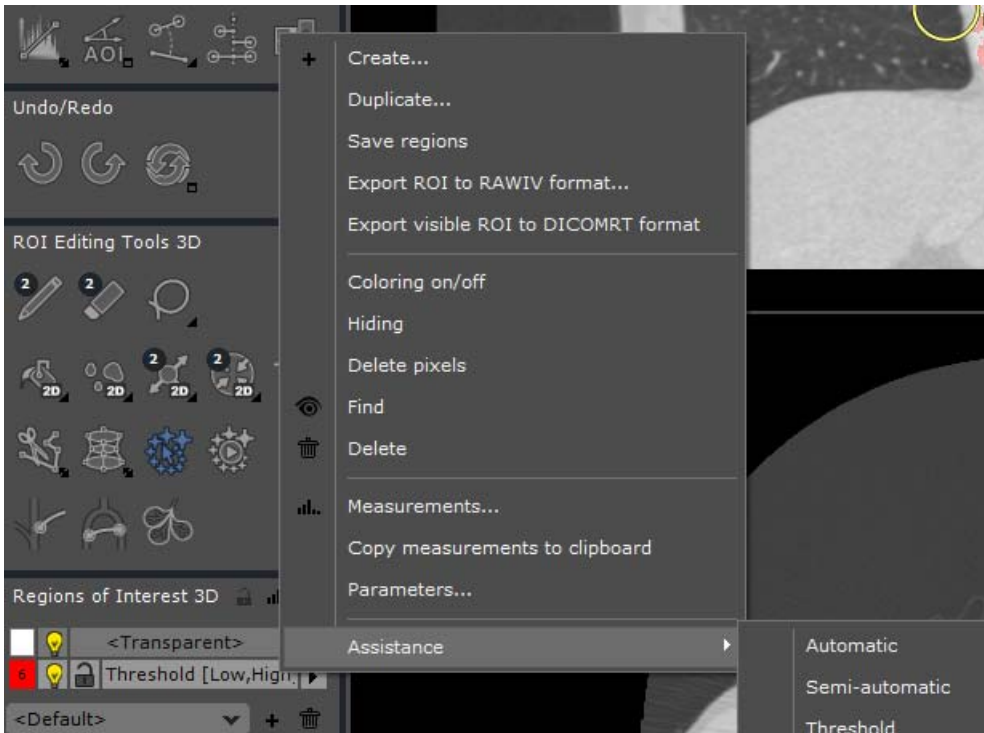 AOI
Undo/Redo
ROI Editing Tools 3D
2
2
2D
2D
2
2D
2
2D
Regions of Interest 3D
<Transparent>
6
Threshold [Low,High
<Default>
Create...
Duplicate...
Save regions
Export ROI to RAWIV format...
Export visible ROI to DICOMRT format
Coloring on/off
Hiding
Delete pixels
Find
Delete
Measurements...
Copy measurements to clipboard
Parameters...
Assistance
Automatic
Semi-automatic
Threshold